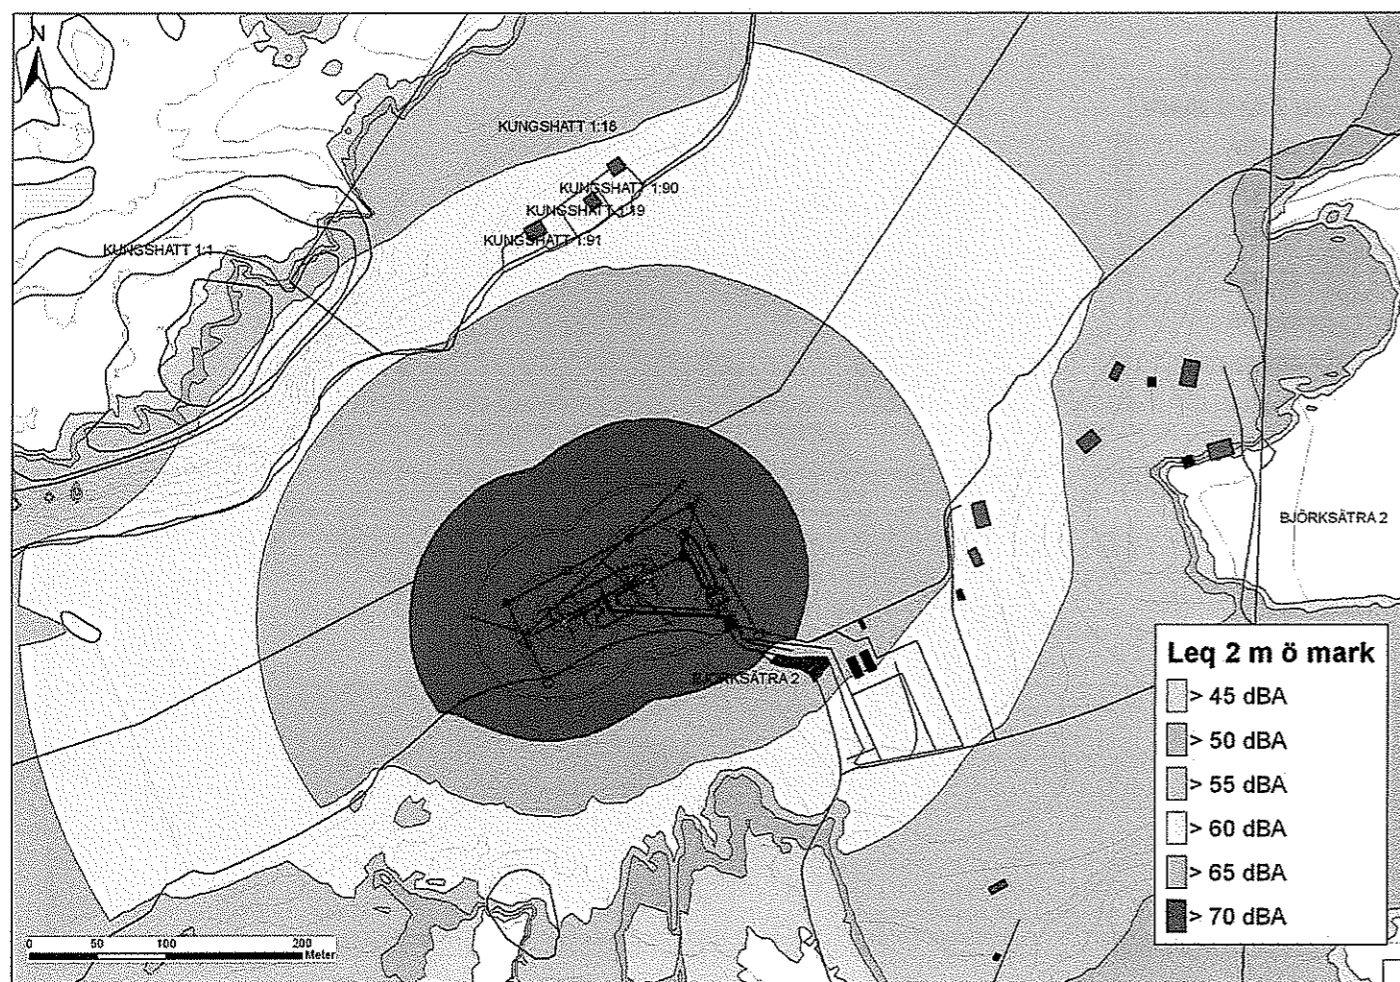 N
KUNGSHATT 1:18
KUNGSHATT 1:90
KUNGSHATT 1:19
KUNGSHATT 1:91
KUNGSHATT 1:1
BJÖRKSÄTRA 2
BJÖRKSÄTRA 2
Leq 2 m ö mark
> 45 dBA
> 50 dBA
> 55 dBA
> 60 dBA
> 65 dBA
> 70 dBA
0 50 100 200
Meter